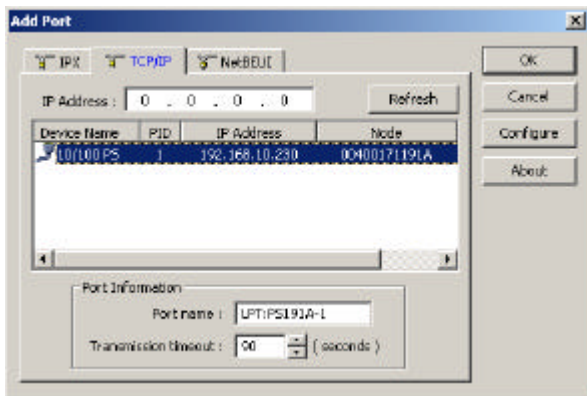 Add Port
IPX TCP/IP NetBEUI
OK
IP Address : 0 . 0 . 0 . 0 Refresh
Cancel
Device Name PID IP Address Node
Configure
10/100 PS 1 192.168.10.230 00400171191A
About
Port Information
Port name : LPT:PS191A-1
Transmission timeout : 90 ( seconds )